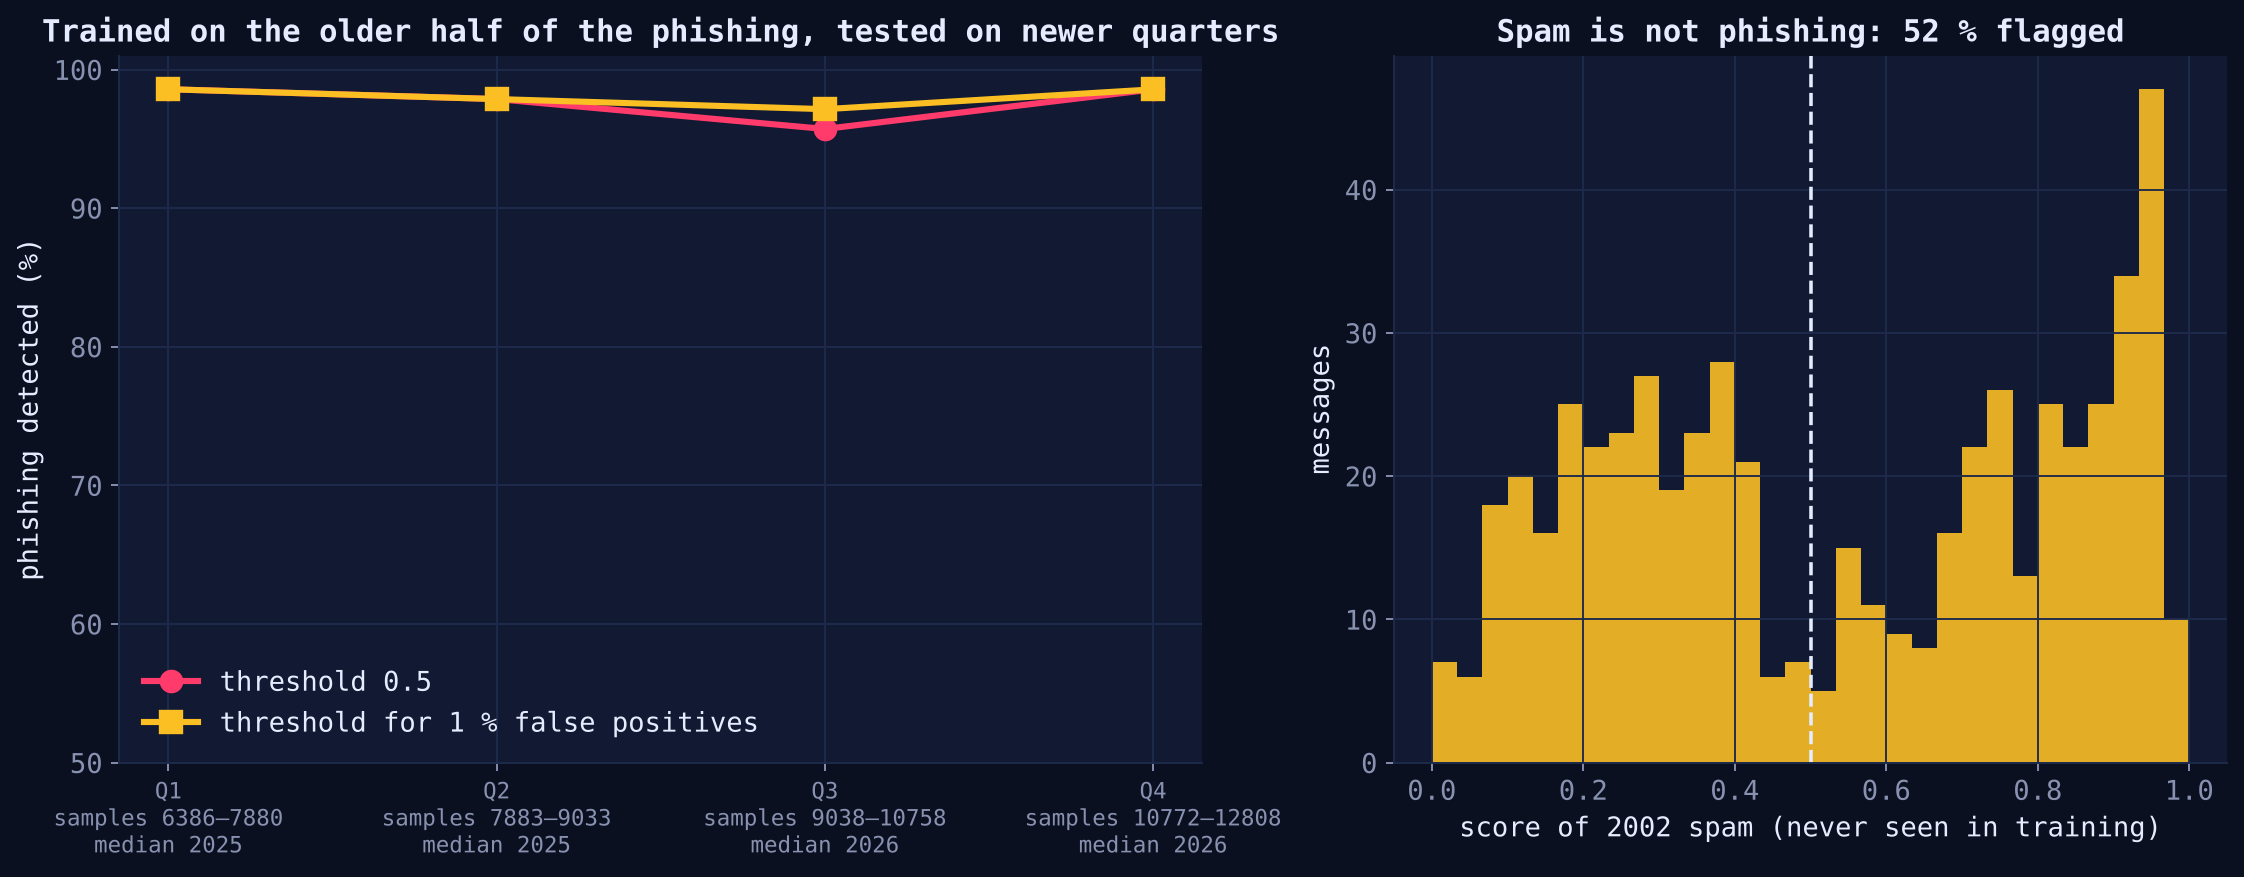 Trained on the older half of the phishing, tested on newer quarters
100
90
80
70
60
50
phishing detected (%)
threshold 0.5
threshold for 1 % false positives
Q1
samples 6386–7880
median 2025
Q2
samples 7883–9033
median 2025
Q3
samples 9038–10758
median 2026
Q4
samples 10772–12808
median 2026
Spam is not phishing: 52 % flagged
40
30
20
10
0
messages
0.0 0.2 0.4 0.6 0.8 1.0
score of 2002 spam (never seen in training)